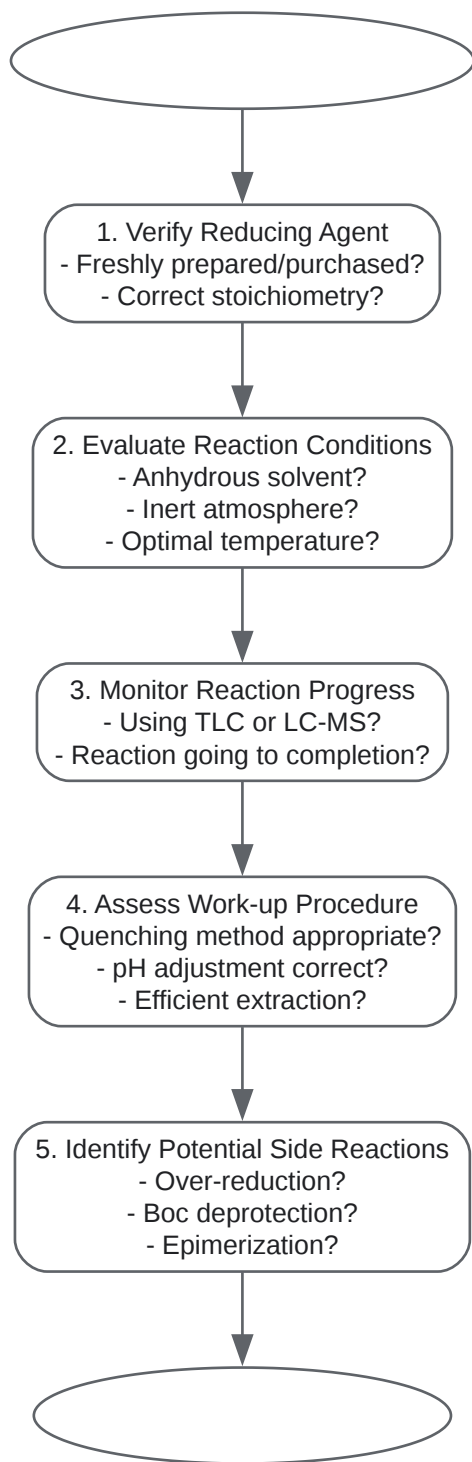 1. Verify Reducing Agent
- Freshly prepared/purchased?
- Correct stoichiometry?
2. Evaluate Reaction Conditions
- Anhydrous solvent?
- Inert atmosphere?
- Optimal temperature?
3. Monitor Reaction Progress
- Using TLC or LC-MS?
- Reaction going to completion?
4. Assess Work-up Procedure
- Quenching method appropriate?
- pH adjustment correct?
- Efficient extraction?
5. Identify Potential Side Reactions
- Over-reduction?
- Boc deprotection?
- Epimerization?